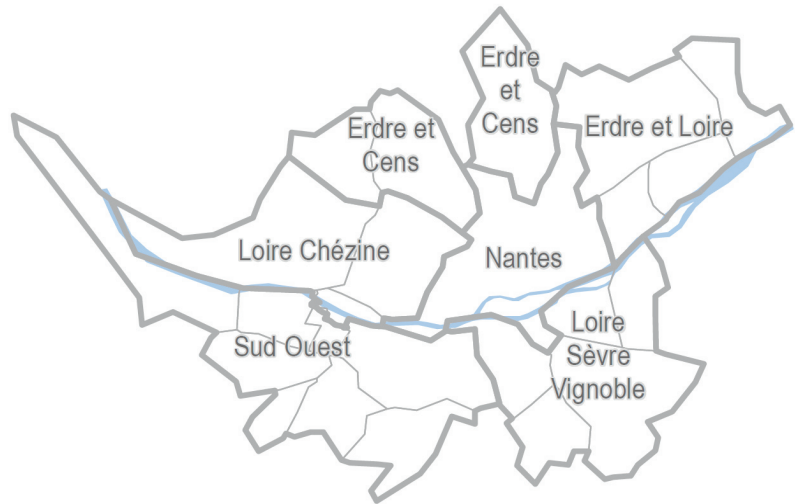 Erdre
et
Cens
Erdre et
Cens
Erdre et Loire
Loire Chézine
Nantes
Sud Ouest
Loire
Sèvre
Vignoble